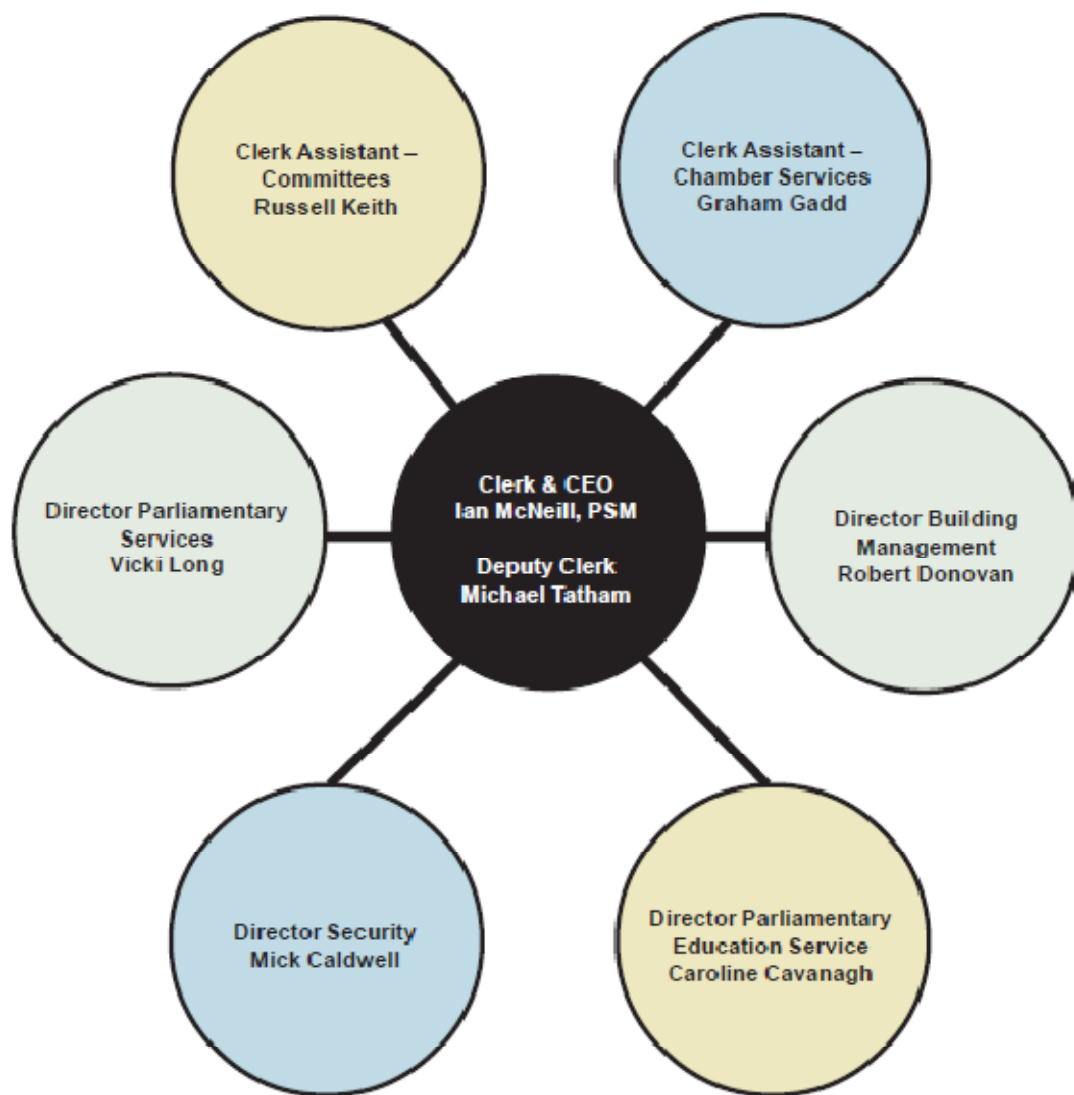 Clerk Assistant –
Committees
Russell Keith
Clerk Assistant –
Chamber Services
Graham Gadd
Director Parliamentary
Services
Vicki Long
Clerk & CEO
Ian McNeill, PSM
Deputy Clerk
Michael Tatham
Director Building
Management
Robert Donovan
Director Security
Mick Caldwell
Director Parliamentary
Education Service
Caroline Cavanagh